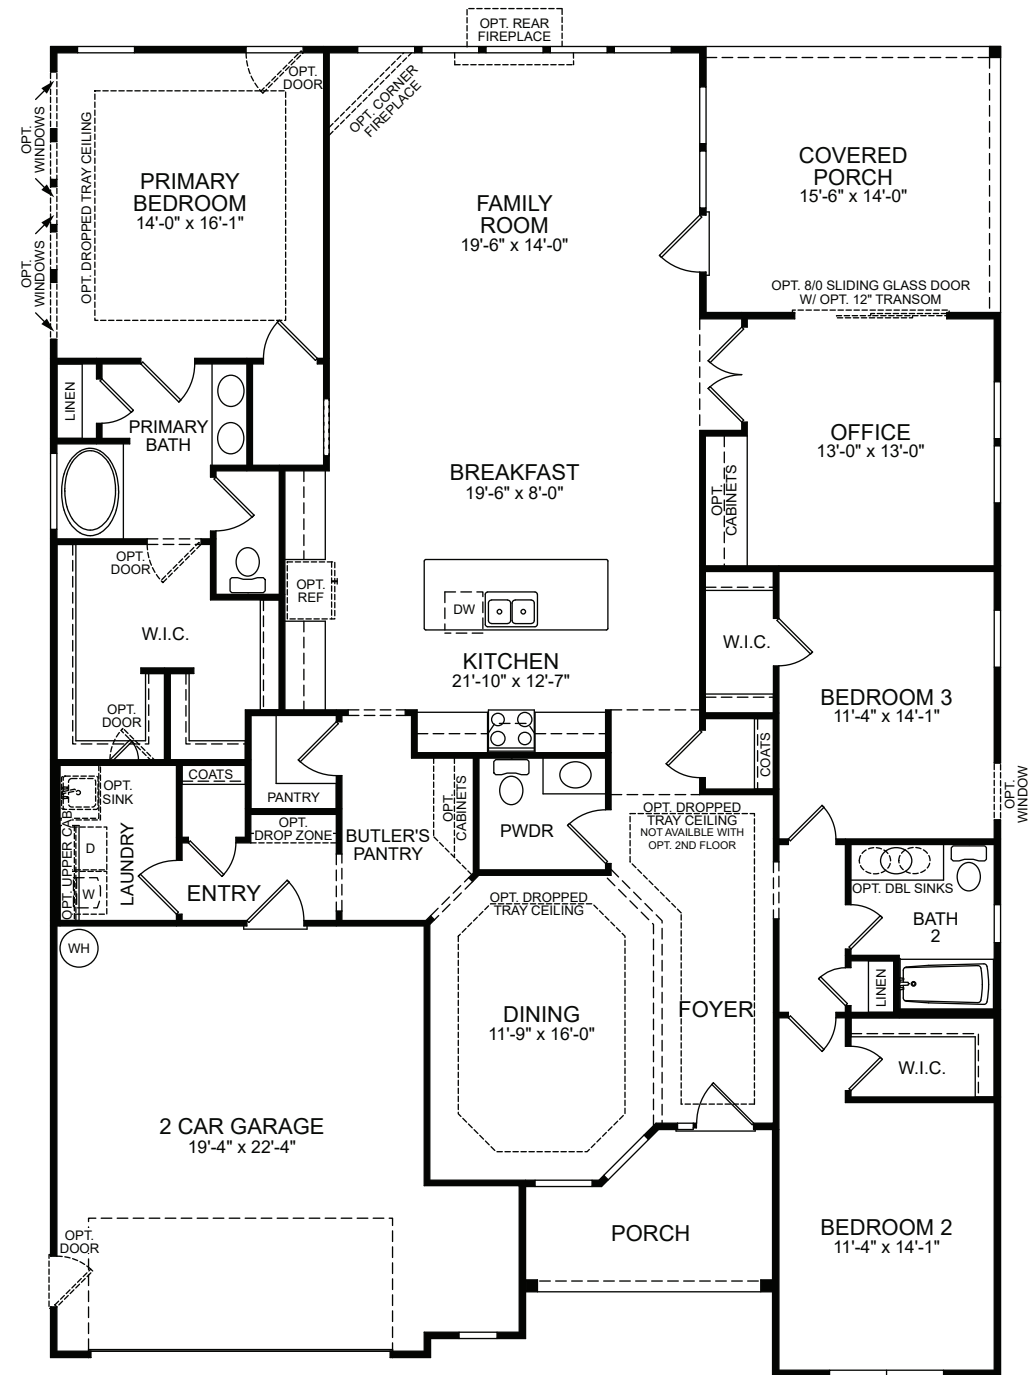 OPT. REAR
FIREPLACE
OPT.
DOOR
OPT. CORNER
FIREPLACE
OPT.
WINDOWS
OPT.
WINDOWS
OPT. DROPPED TRAY CEILING
PRIMARY
BEDROOM
14'-0" x 16'-1"
FAMILY
ROOM
19'-6" x 14'-0"
COVERED
PORCH
15'-6" x 14'-0"
OPT. 8/0 SLIDING GLASS DOOR
W/ OPT. 12" TRANSOM
LINEN
PRIMARY
BATH
OFFICE
13'-0" x 13'-0"
OPT.
CABINETS
BREAKFAST
19'-6" x 8'-0"
OPT.
DOOR
OPT.
REF
DW
W.I.C.
W.I.C.
KITCHEN
21'-10" x 12'-7"
BEDROOM 3
11'-4" x 14'-1"
OPT.
DOOR
COATS
OPT.
WINDOW
OPT.
SINK
COATS
PANTRY
OPT.
DROP ZONE
OPT.
CABINETS
PWDR
OPT. DROPPED
TRAY CEILING
NOT AVAILBLE WITH
OPT. 2ND FLOOR
OPT. UPPER CAB
D
W
LAUNDRY
ENTRY
BUTLER'S
PANTRY
OPT. DROPPED
TRAY CEILING
OPT. DBL SINKS
BATH
2
WH
LINEN
DINING
11'-9" x 16'-0"
FOYER
W.I.C.
2 CAR GARAGE
19'-4" x 22'-4"
PORCH
BEDROOM 2
11'-4" x 14'-1"
OPT.
DOOR